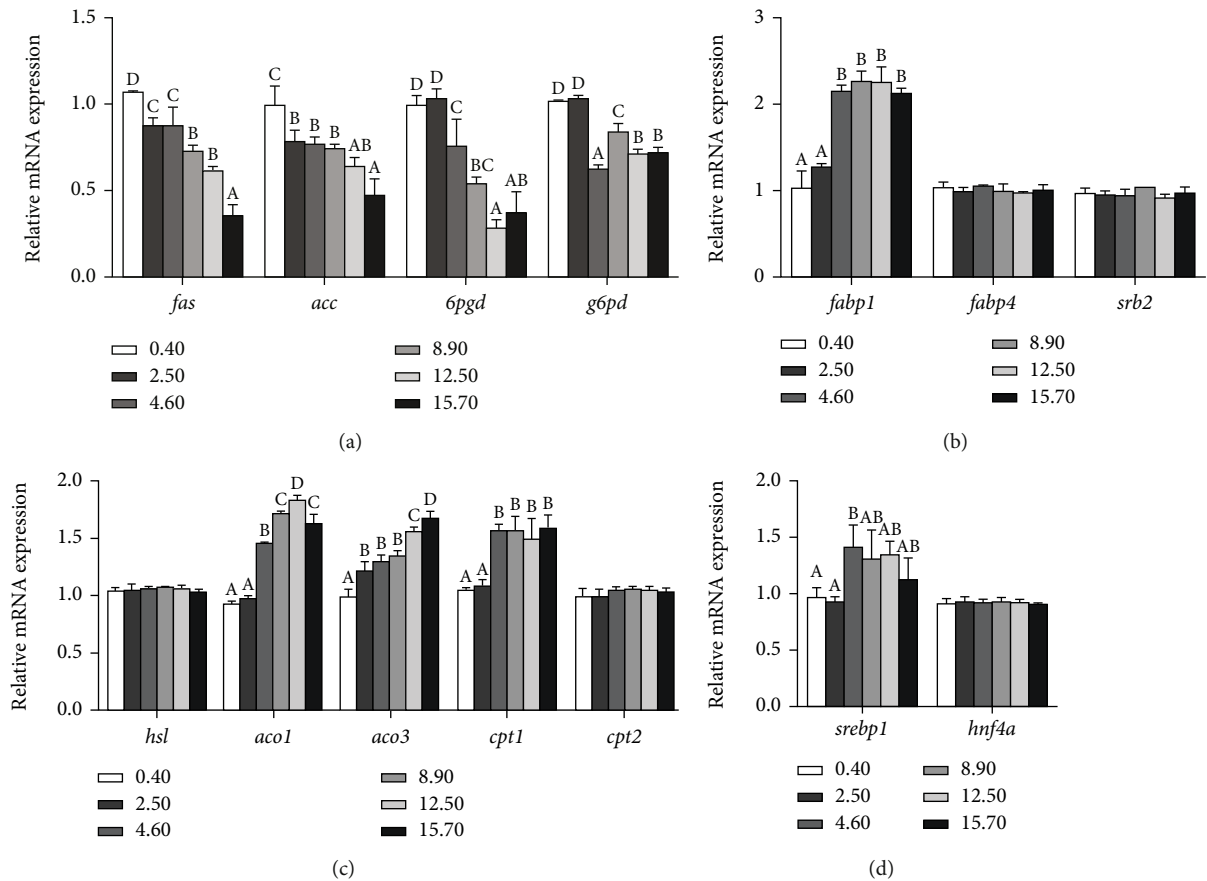 1.5
1.0
0.5
0.0
Relative mRNA expression
D C C B B A
C B B B AB A
D D C BC A AB
D D A C B B
fas acc 6pgd g6pd
0.40 8.90
2.50 12.50
4.60 15.70
(a)
3
2
1
0
Relative mRNA expression
A A B B B B
fabp1 fabp4 srb2
0.40 8.90
2.50 12.50
4.60 15.70
(b)
2.0
1.5
1.0
0.5
0.0
Relative mRNA expression
A A B C D C
A B B B C D
A A B B B B
hsl aco1 aco3 cpt1 cpt2
0.40 8.90
2.50 12.50
4.60 15.70
(c)
2.0
1.5
1.0
0.5
0.0
Relative mRNA expression
A A B AB AB AB
srebp1 hnf4a
0.40 8.90
2.50 12.50
4.60 15.70
(d)